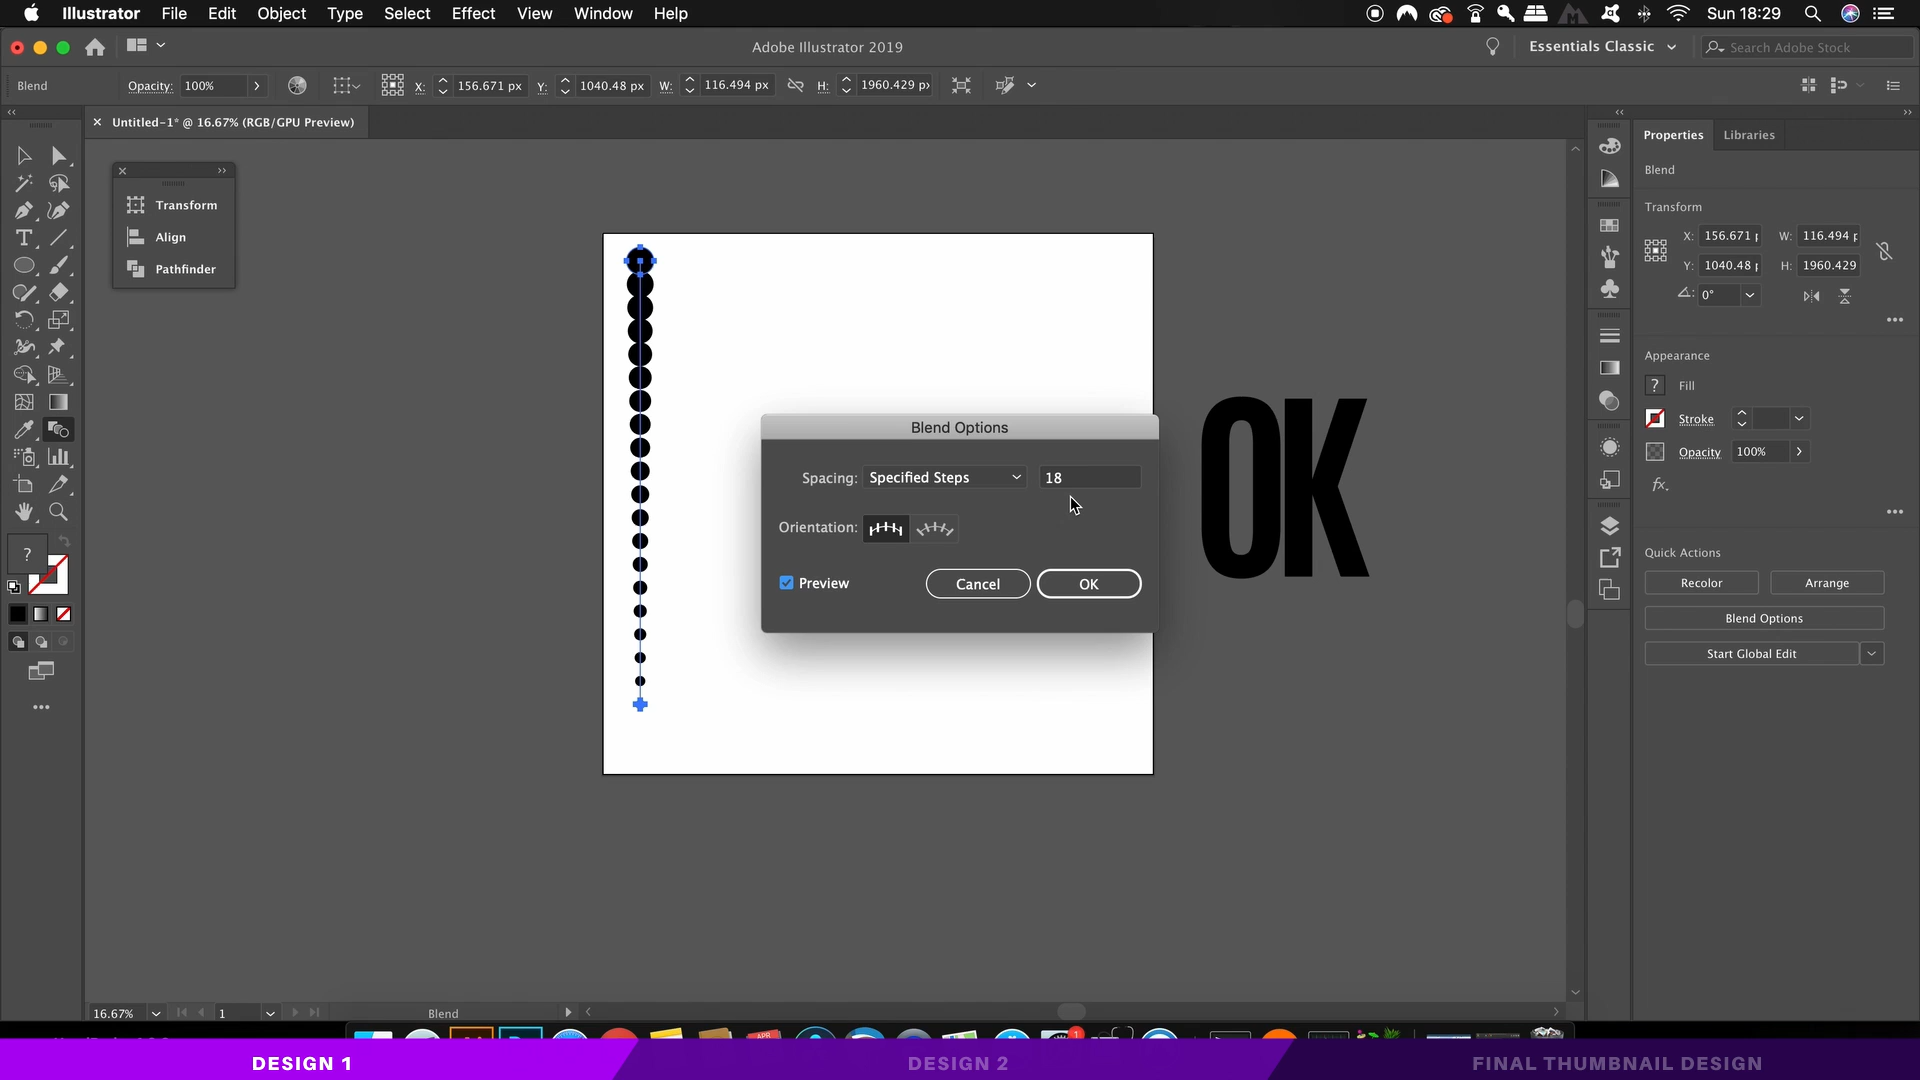 Illustrator File Edit Object Type Select Effect View Window Help Sun 18:29
Adobe Illustrator 2019 Essentials Classic Search Adobe Stock
Blend Opacity: 100% X: 156.671 px Y: 1040.48 px W: 116.494 px H: 1960.429 px
× Untitled-1* @ 16.67% (RGB/GPU Preview)
Properties Libraries
Blend
Transform
Align
Pathfinder
Transform
X: 156.671 W: 116.494
Y: 1040.48 H: 1960.429
0°
Appearance
? Fill
Stroke
Opacity 100%
fx.
Quick Actions
Recolor Arrange
Blend Options
Start Global Edit
OK
Blend Options
Spacing: Specified Steps 18
Orientation:
Preview Cancel OK
?
16.67% 1 Blend
DESIGN 1 DESIGN 2 FINAL THUMBNAIL DESIGN